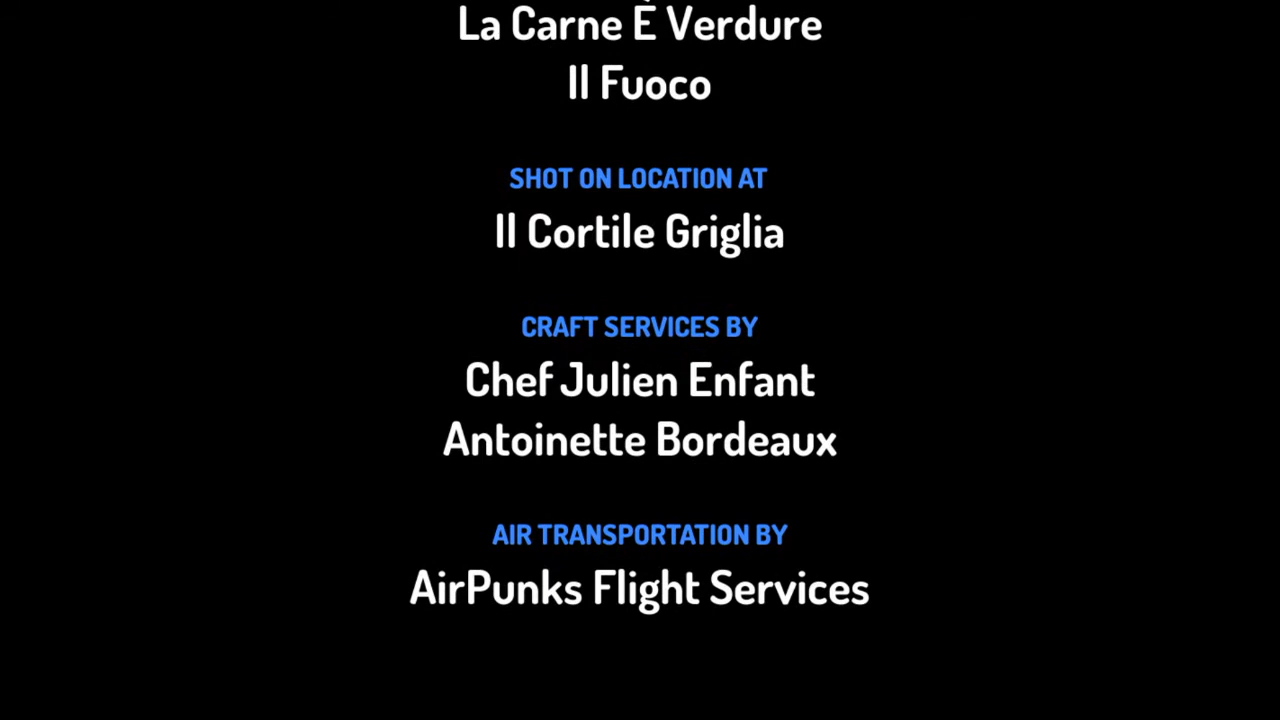 La Carne È Verdure
Il Fuoco
SHOT ON LOCATION AT
Il Cortile Griglia
CRAFT SERVICES BY
Chef Julien Enfant
Antoinette Bordeaux
AIR TRANSPORTATION BY
AirPunks Flight Services